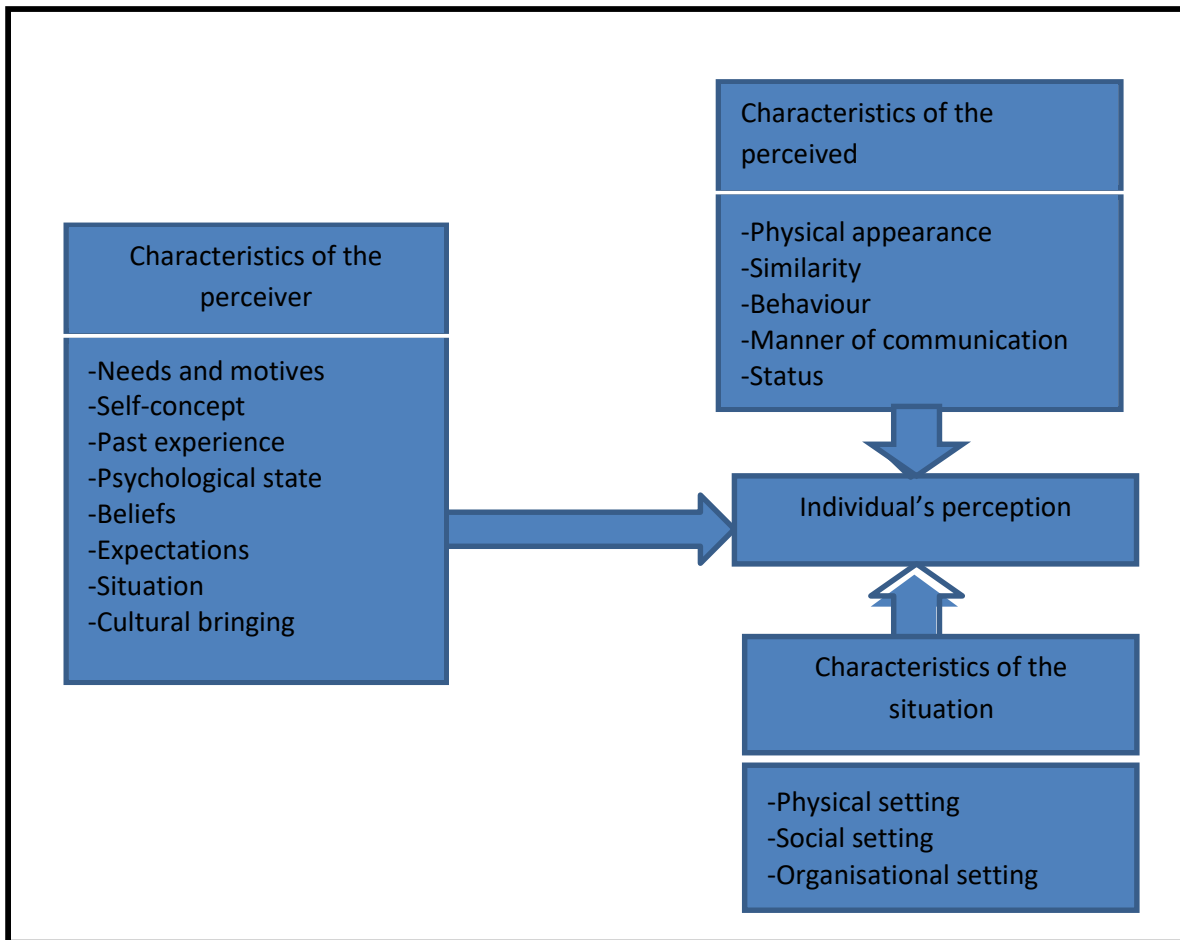 Characteristics of the
perceiver
-Needs and motives
-Self-concept
-Past experience
-Psychological state
-Beliefs
-Expectations
-Situation
-Cultural bringing
Characteristics of the
perceived
-Physical appearance
-Similarity
-Behaviour
-Manner of communication
-Status
Individual’s perception
Characteristics of the
situation
-Physical setting
-Social setting
-Organisational setting